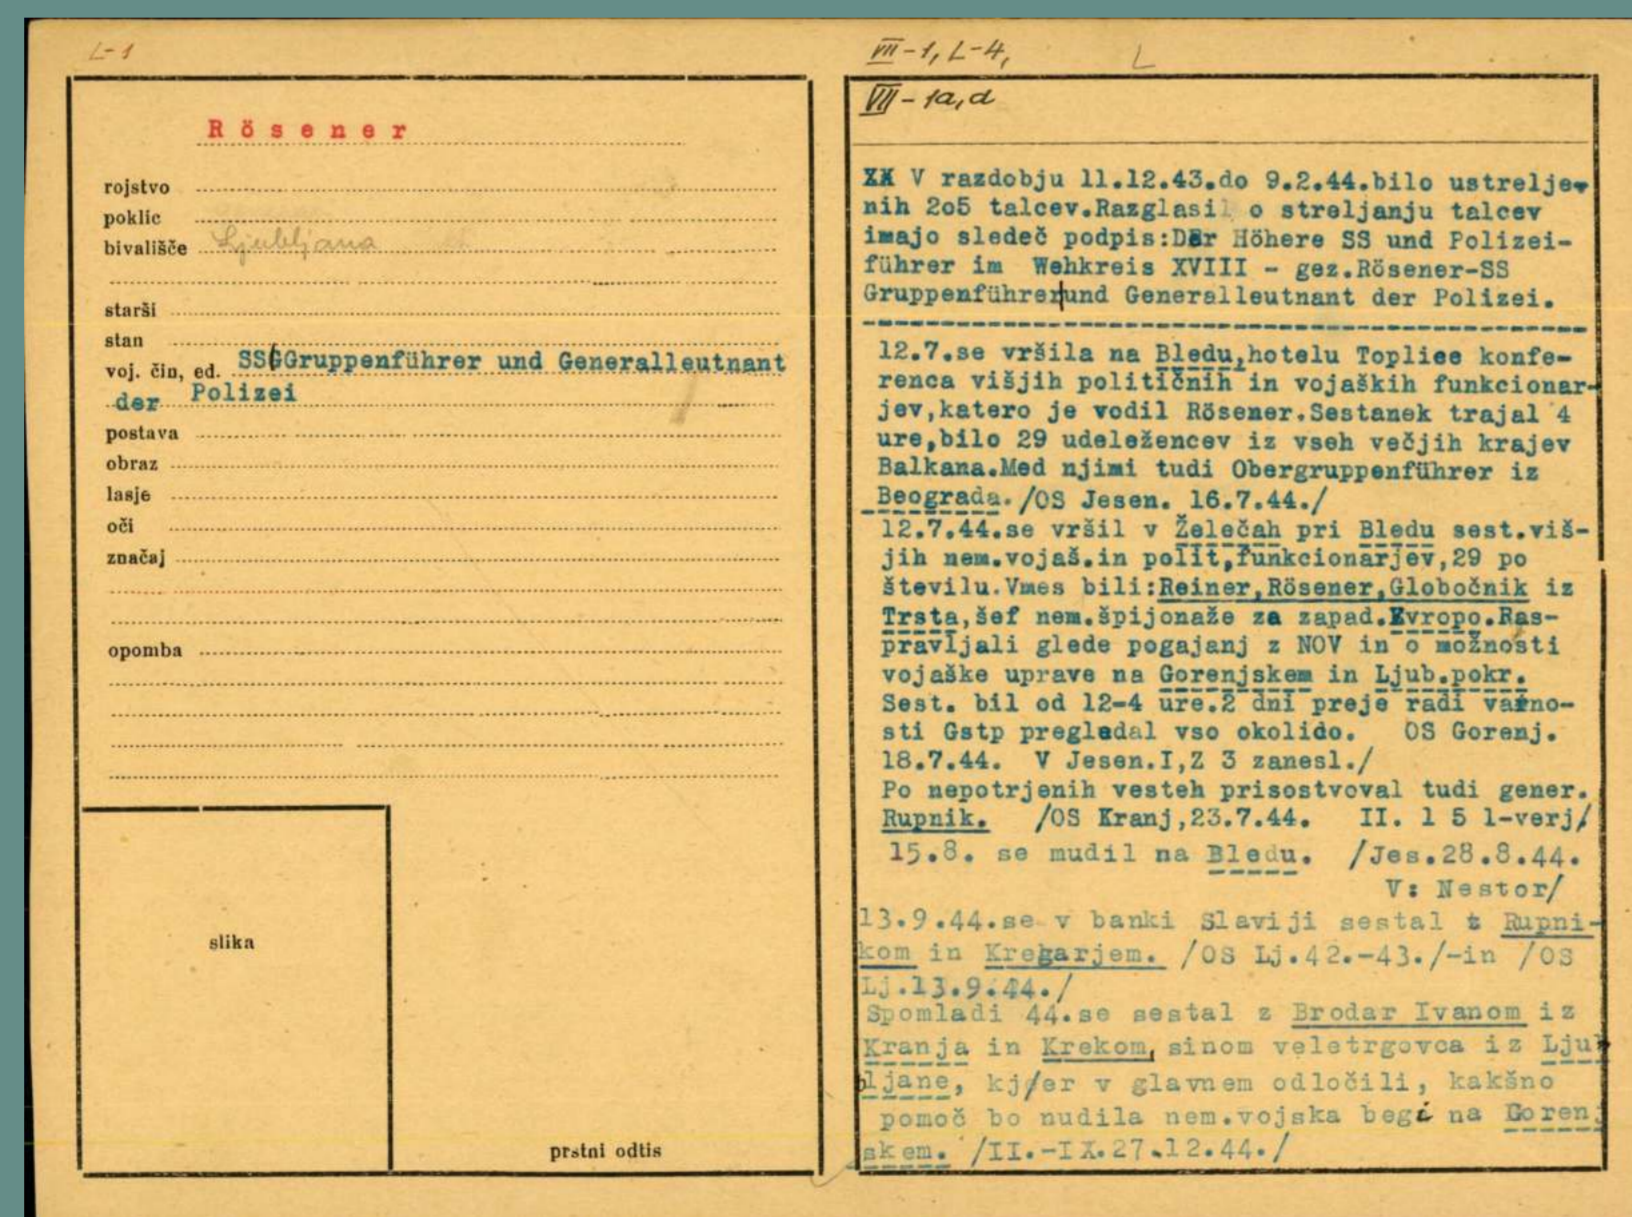 L-1
Rösener
rojstvo
poklic
bivališče Ljubljana
starši
stan
voj. čin, ed. SSGGruppenführer und Generalleutnant
der Polizei
postava
obraz
lasje
oči
značaj
opomba
slika
prstni odtis
VII-1, L-4, L
VII-1a,d
XX V razdobju 11.12.43.do 9.2.44.bilo ustrelje-
nih 2o5 talcev.Razglasil o streljanju talcev
imajo sledeč podpis:DEr Höhere SS und Polizei-
führer im Wehkreis XVIII - gez.Rösener-SS
Gruppenführer und Generalleutnant der Polizei.
12.7.se vršila na Bledu,hotelu Topliee konfe-
renca višjih političnih in vojaških funkcionar-
jev,katero je vodil Rösener.Sestanek trajal 4
ure,bilo 29 udeležencev iz vseh večjih krajev
Balkana.Med njimi tudi Obergruppenführer iz
Beograda. /OS Jesen. 16.7.44./
12.7.44.se vršil v Želečah pri Bledu sest.viš-
jih nem.vojaš.in polit,funkcionarjev,29 po
številu.Vmes bili:Reiner,Rösener,Globočnik iz
Trsta,šef nem.špijonaže za zapad.Evropo.Ras-
pravljali glede pogajanj z NOV in o možnosti
vojaške uprave na Gorenjskem in Ljub.pokr.
Sest. bil od 12-4 ure.2 dni preje radi varno-
sti Gstp pregledal vso okolido. OS Gorenj.
18.7.44. V Jesen.I,Z 3 zanesl./
Po nepotrjenih vesteh prisostvoval tudi gener.
Rupnik. /OS Kranj,23.7.44. II. 1 5 1-verj/
15.8. se mudil na Bledu. /Jes.28.8.44.
V: Nestor/
13.9.44.se v banki Slaviji sestal z Rupni-
kom in Kregarjem. /OS Lj.42.-43./-in /OS
Lj.13.9.44./
Spomladi 44.se sestal z Brodar Ivanom iz
Kranja in Krekom, sinom veletrgovca iz Ljub
ljane, kj/er v glavnem odločili, kakšno
pomoč bo nudila nem.vojska begi na Gorenj
skem. /II.-IX.27.12.44./